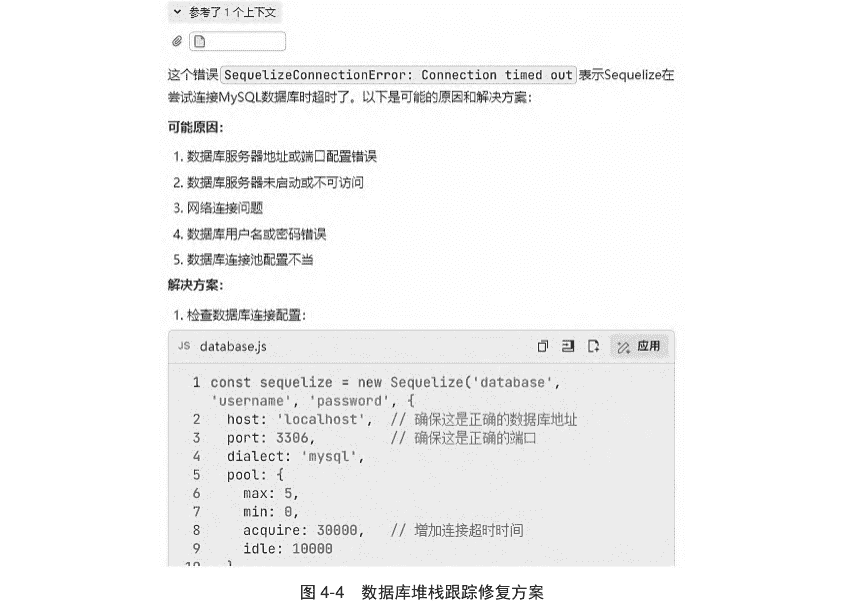 参考了 1 个上下文
这个错误 SequelizeConnectionError: Connection timed out 表示Sequelize在
尝试连接MySQL数据库时超时了。以下是可能的原因和解决方案：
可能原因：
1. 数据库服务器地址或端口配置错误
2. 数据库服务器未启动或不可访问
3. 网络连接问题
4. 数据库用户名或密码错误
5. 数据库连接池配置不当
解决方案：
1. 检查数据库连接配置：
JS database.js 应用
1 const sequelize = new Sequelize('database',
'username', 'password', {
2 host: 'localhost', // 确保这是正确的数据库地址
3 port: 3306, // 确保这是正确的端口
4 dialect: 'mysql',
5 pool: {
6 max: 5,
7 min: 0,
8 acquire: 30000, // 增加连接超时时间
9 idle: 10000
10 }
图 4-4 数据库堆栈跟踪修复方案